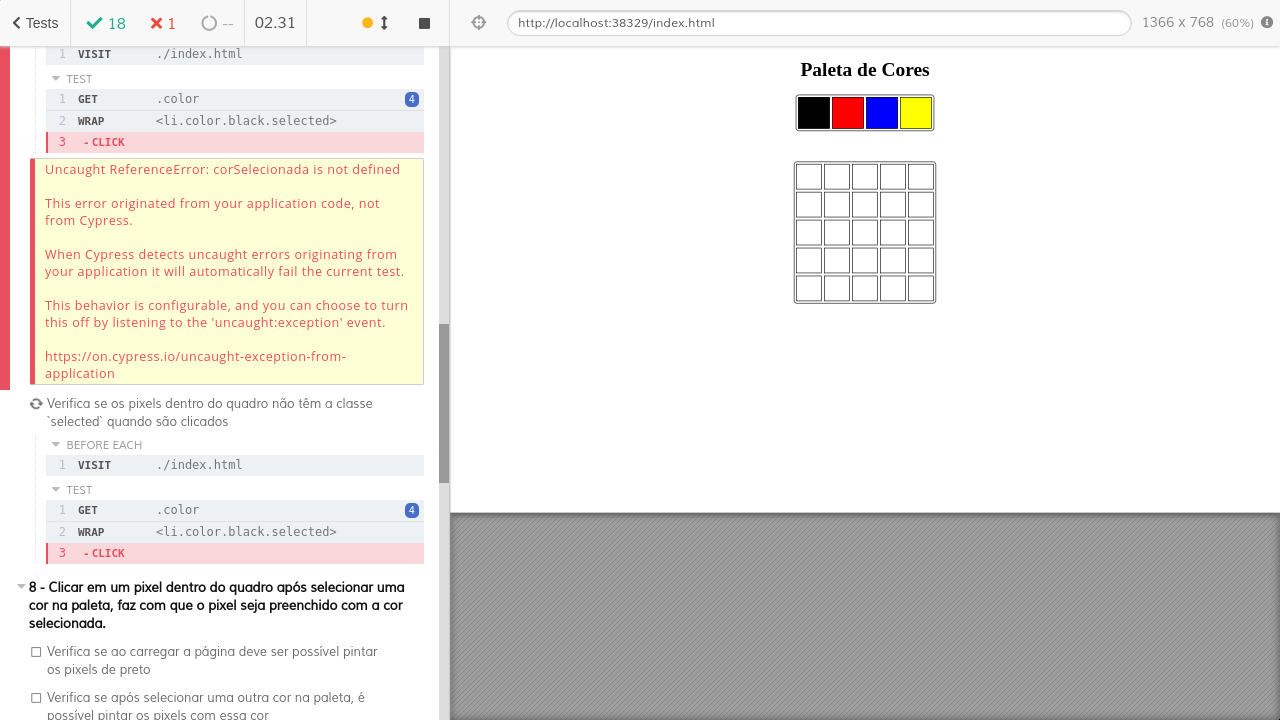 Tests 18 1 -- 02.31 http://localhost:38329/index.html 1366 x 768 (60%)
1 VISIT ./index.html
TEST
1 GET .color 4
2 WRAP <li.color.black.selected>
3 - CLICK
Uncaught ReferenceError: corSelecionada is not defined
This error originated from your application code, not
from Cypress.
When Cypress detects uncaught errors originating from
your application it will automatically fail the current test.
This behavior is configurable, and you can choose to turn
this off by listening to the 'uncaught:exception' event.
https://on.cypress.io/uncaught-exception-from-
application
Verifica se os pixels dentro do quadro não têm a classe
`selected` quando são clicados
BEFORE EACH
1 VISIT ./index.html
TEST
1 GET .color 4
2 WRAP <li.color.black.selected>
3 - CLICK
8 - Clicar em um pixel dentro do quadro após selecionar uma
cor na paleta, faz com que o pixel seja preenchido com a cor
selecionada.
Verifica se ao carregar a página deve ser possível pintar
os pixels de preto
Verifica se após selecionar uma outra cor na paleta, é
possível pintar os pixels com essa cor
Paleta de Cores